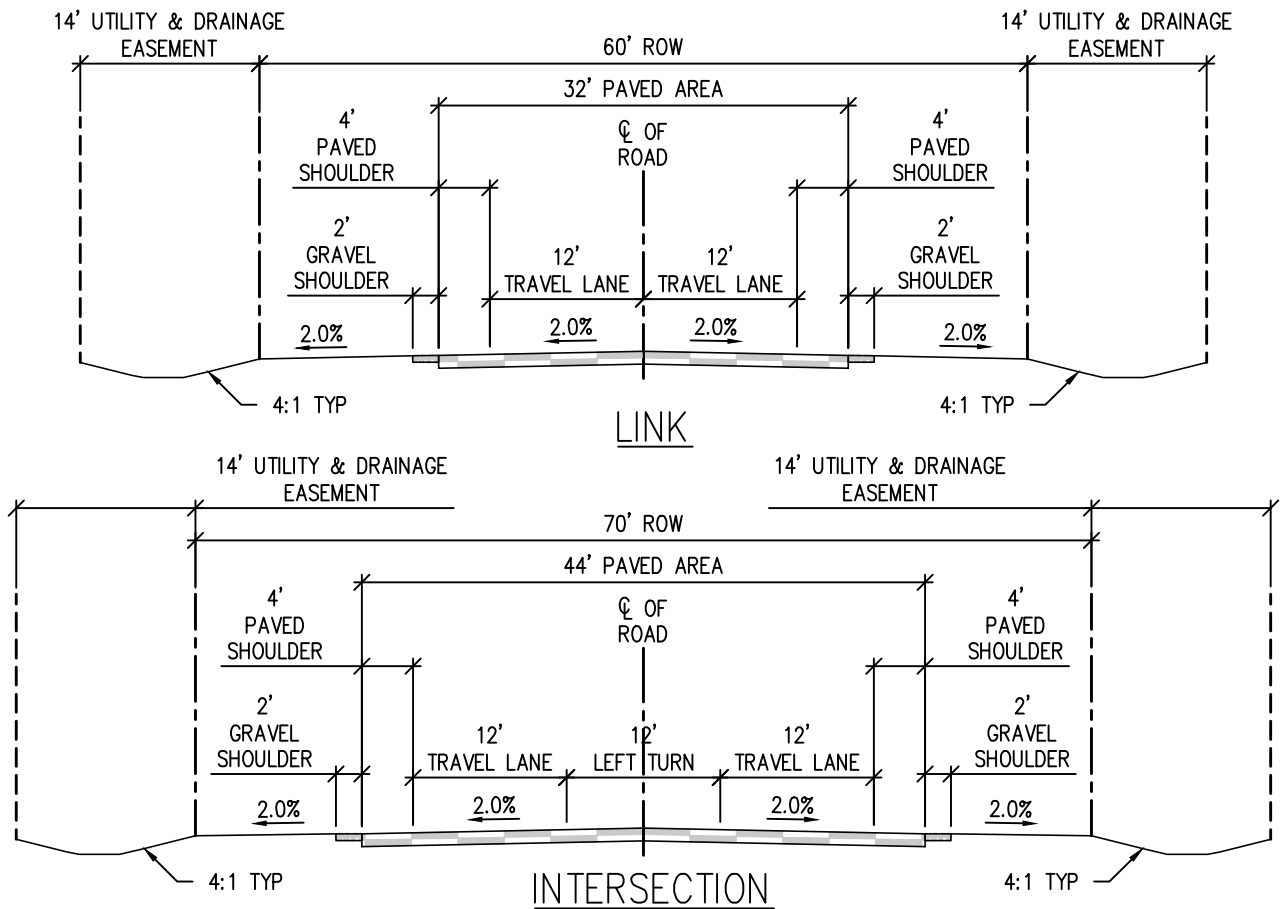 14' UTILITY & DRAINAGE
EASEMENT
14' UTILITY & DRAINAGE
EASEMENT
60' ROW
32' PAVED AREA
4'
PAVED
SHOULDER
℄ OF
ROAD
4'
PAVED
SHOULDER
2'
GRAVEL
SHOULDER
12'
TRAVEL LANE
12'
TRAVEL LANE
2'
GRAVEL
SHOULDER
2.0%
2.0%
2.0%
2.0%
4:1 TYP
4:1 TYP
LINK
14' UTILITY & DRAINAGE
EASEMENT
14' UTILITY & DRAINAGE
EASEMENT
70' ROW
44' PAVED AREA
4'
PAVED
SHOULDER
℄ OF
ROAD
4'
PAVED
SHOULDER
2'
GRAVEL
SHOULDER
12'
TRAVEL LANE
12'
LEFT TURN
12'
TRAVEL LANE
2'
GRAVEL
SHOULDER
2.0%
2.0%
2.0%
2.0%
4:1 TYP
4:1 TYP
INTERSECTION